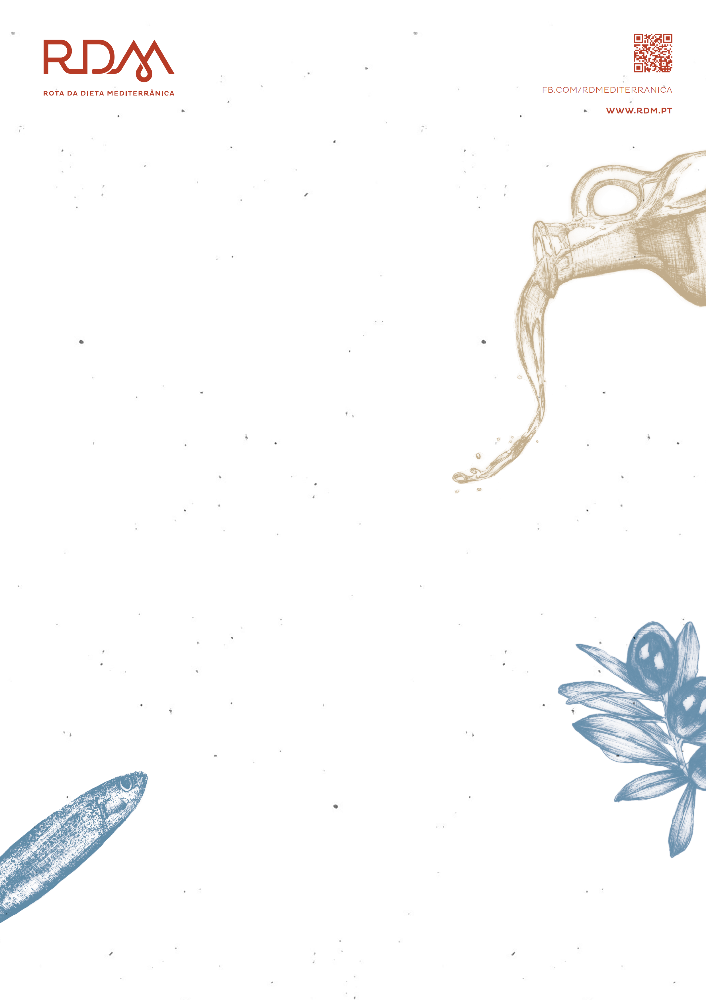 RDM
ROTA DA DIETA MEDITERRÂNICA
FB.COM/RDMEDITERRANICA
WWW.RDM.PT